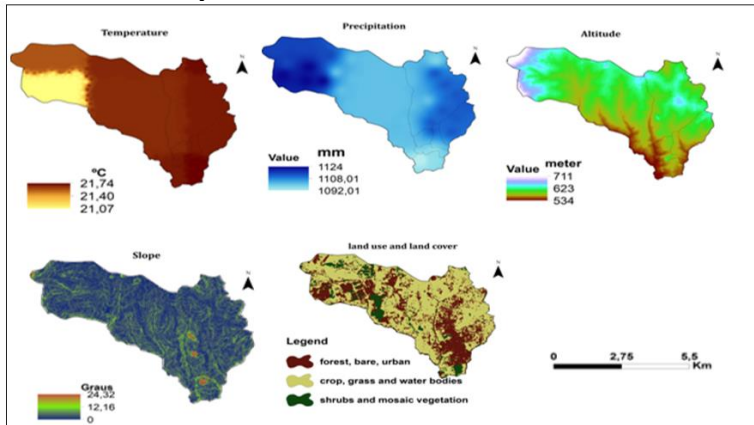 Temperature
N
ºC
21,74
21,40
21,07
Precipitation
N
Value mm
1124
1108,01
1092,01
Altitude
N
Value meter
711
623
534
Slope
N
Graus
24,32
12,16
0
land use and land cover
N
Legend
forest, bare, urban
crop, grass and water bodies
shrubs and mosaic vegetation
0 2,75 5,5
Km